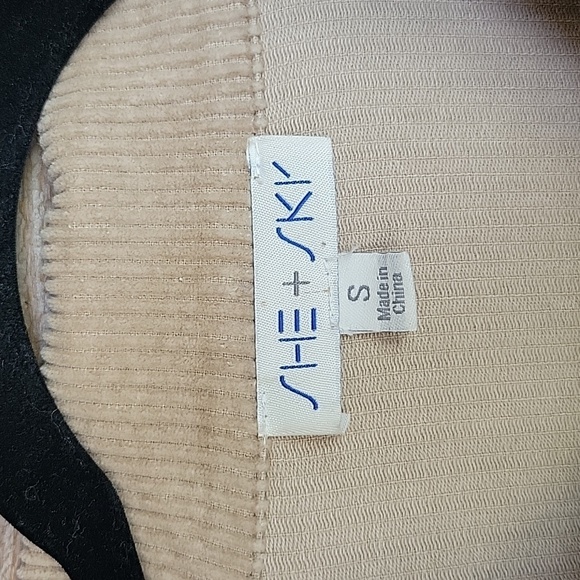 SHE + SKY
S
Made in
China